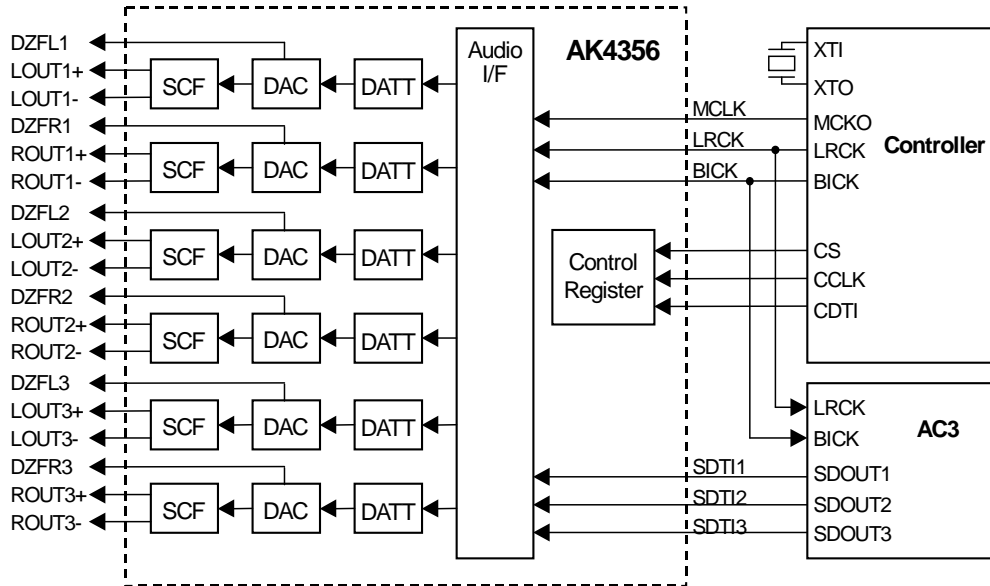 DZFL1
LOUT1+
LOUT1-
DZFR1
ROUT1+
ROUT1-
DZFL2
LOUT2+
LOUT2-
DZFR2
ROUT2+
ROUT2-
DZFL3
LOUT3+
LOUT3-
DZFR3
ROUT3+
ROUT3-
SCF
DAC
DATT
SCF
DAC
DATT
SCF
DAC
DATT
SCF
DAC
DATT
SCF
DAC
DATT
SCF
DAC
DATT
Audio
I/F
AK4356
Control
Register
MCLK
LRCK
BICK
SDTI1
SDTI2
SDTI3
XTI
XTO
MCKO
LRCK
BICK
Controller
CS
CCLK
CDTI
LRCK
BICK
AC3
SDOUT1
SDOUT2
SDOUT3